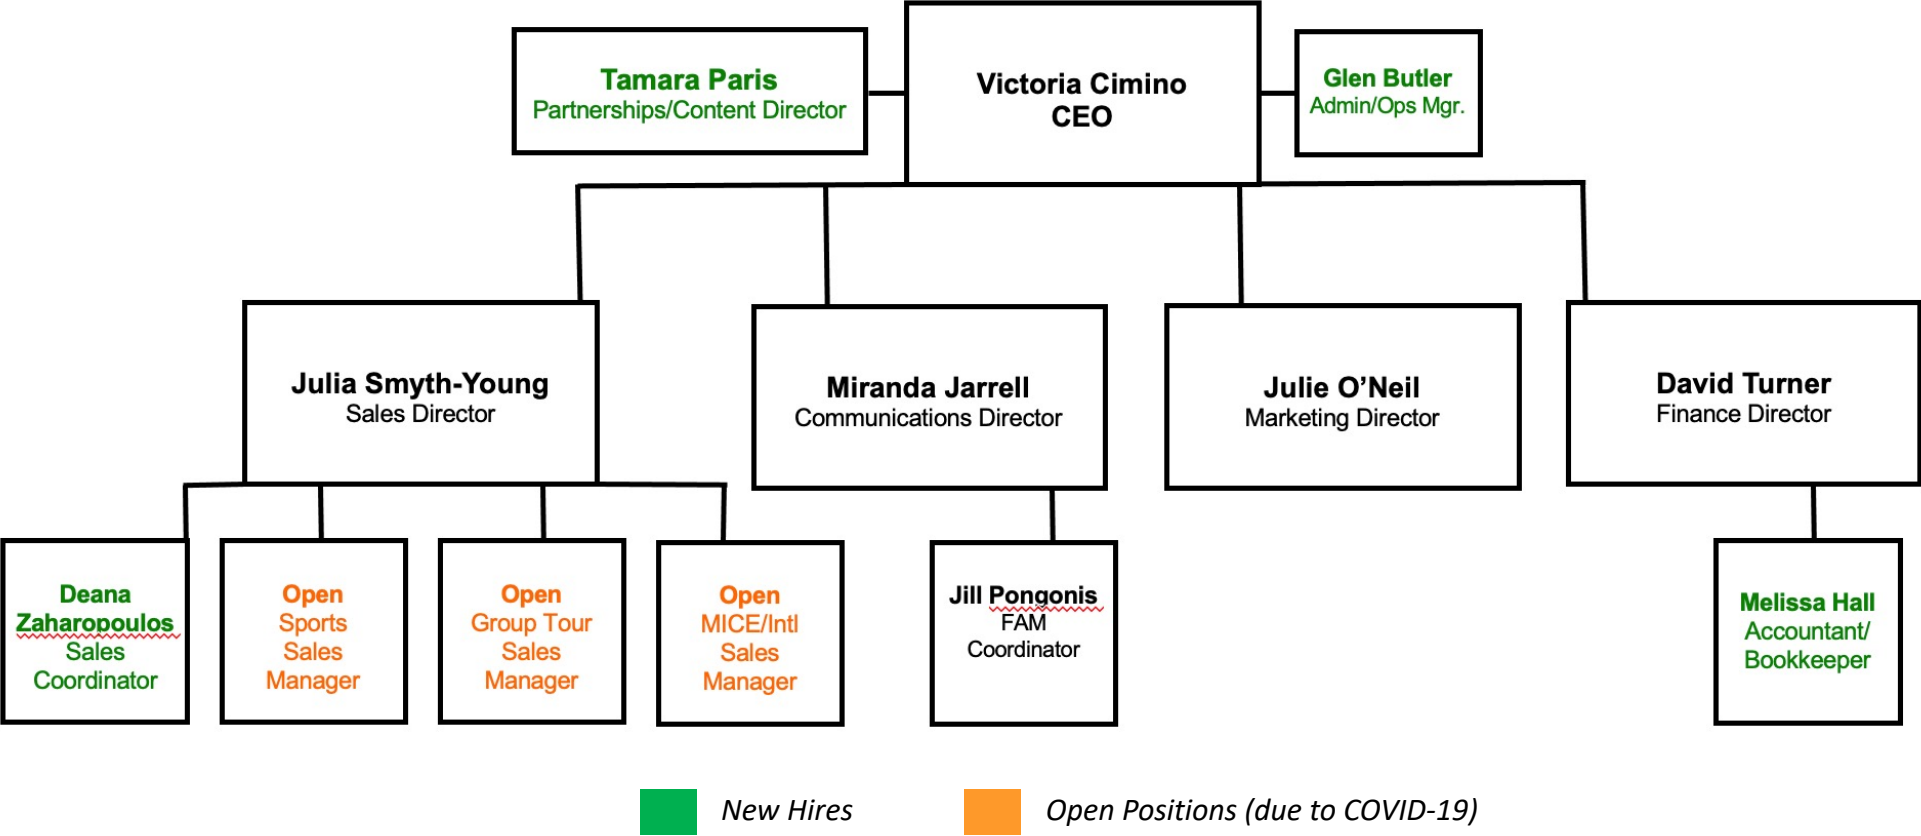 Tamara Paris
Partnerships/Content Director
Victoria Cimino
CEO
Glen Butler
Admin/Ops Mgr.
Julia Smyth-Young
Sales Director
Miranda Jarrell
Communications Director
Julie O’Neil
Marketing Director
David Turner
Finance Director
Deana
Zaharopoulos
Sales
Coordinator
Open
Sports
Sales
Manager
Open
Group Tour
Sales
Manager
Open
MICE/Intl
Sales
Manager
Jill Pongonis
FAM
Coordinator
Melissa Hall
Accountant/
Bookkeeper
New Hires
Open Positions (due to COVID-19)